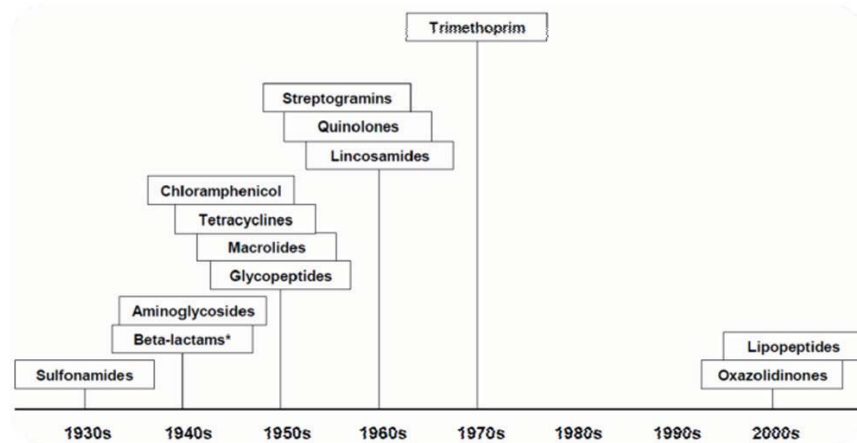 Trimethoprim
Streptogramins
Quinolones
Lincosamides
Chloramphenicol
Tetracyclines
Macrolides
Glycopeptides
Aminoglycosides
Beta-lactams*
Lipopeptides
Sulfonamides Oxazolidinones
1930s 1940s 1950s 1960s 1970s 1980s 1990s 2000s